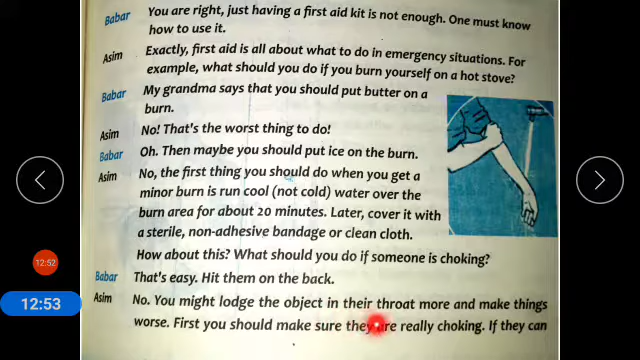 Babar You are right, just having a first aid kit is not enough. One must know
how to use it.
Asim Exactly, first aid is all about what to do in emergency situations. For
example, what should you do if you burn yourself on a hot stove?
Babar My grandma says that you should put butter on a
burn.
Asim No! That's the worst thing to do!
Babar Oh. Then maybe you should put ice on the burn.
Asim No, the first thing you should do when you get a
minor burn is run cool (not cold) water over the
burn area for about 20 minutes. Later, cover it with
a sterile, non-adhesive bandage or clean cloth.
How about this? What should you do if someone is choking?
12:52
Babar That's easy. Hit them on the back.
12:53
Asim No. You might lodge the object in their throat more and make things
worse. First you should make sure they are really choking. If they can